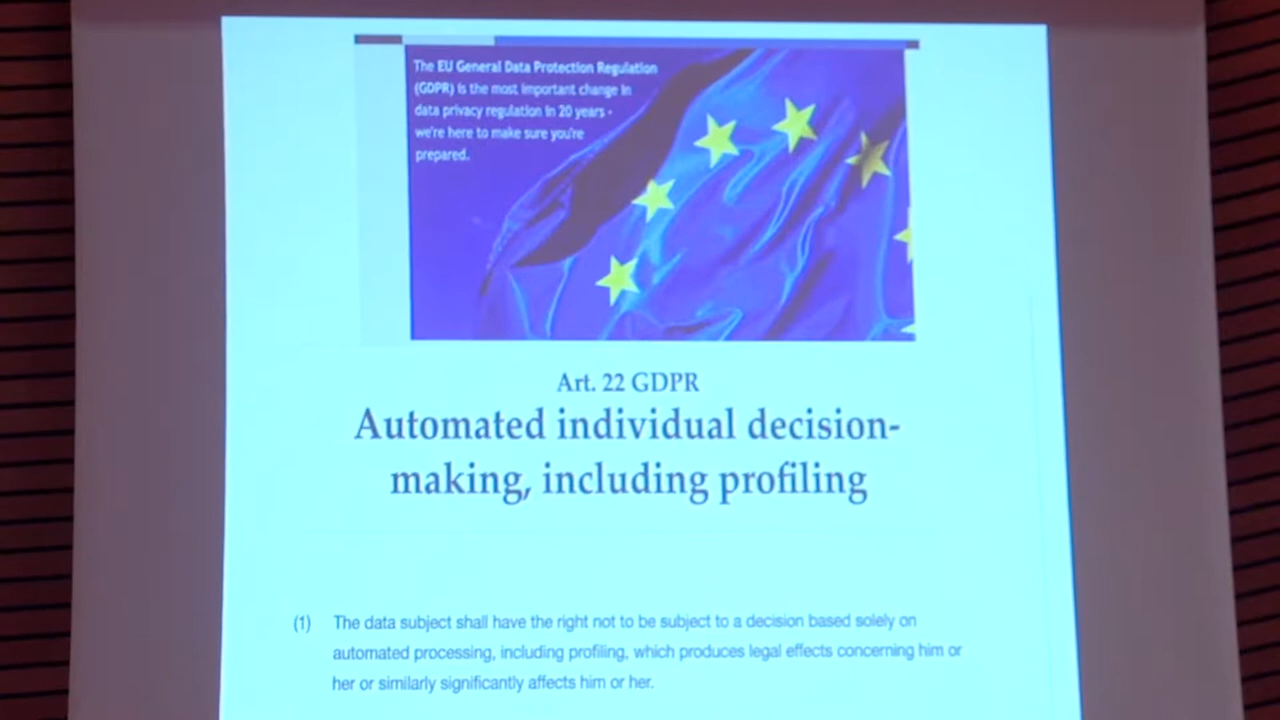 The EU General Data Protection Regulation
(GDPR) is the most important change in
data privacy regulation in 20 years -
we're here to make sure you're
prepared.
Art. 22 GDPR
Automated individual decision-
making, including profiling
(1) The data subject shall have the right not to be subject to a decision based solely on
automated processing, including profiling, which produces legal effects concerning him or
her or similarly significantly affects him or her.